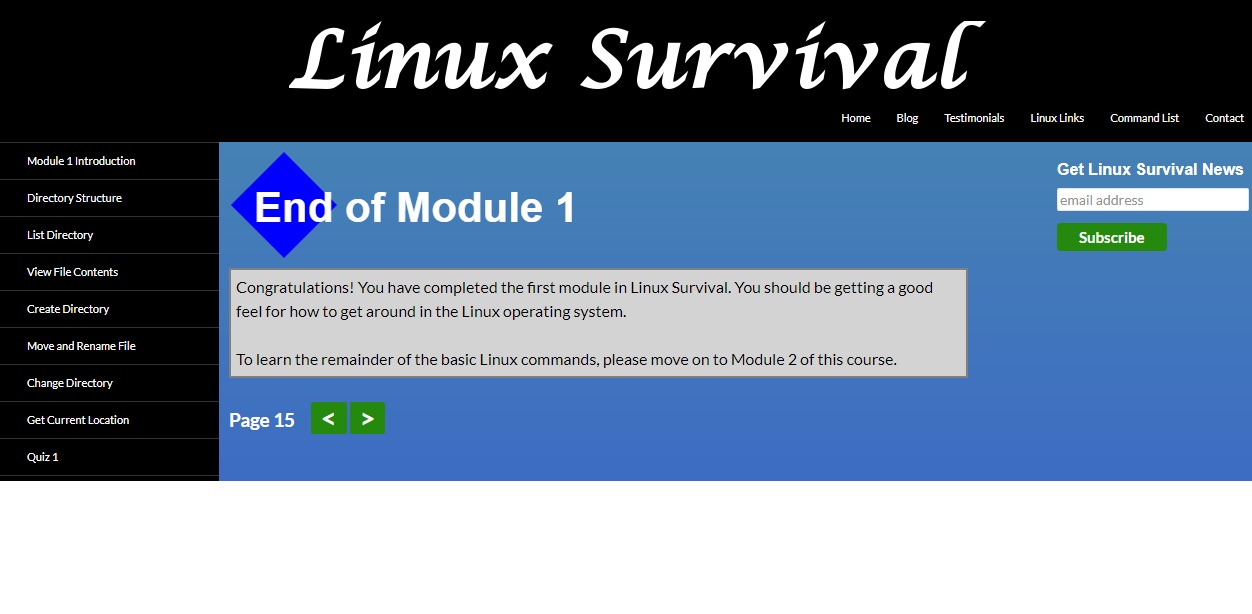 Linux Survival
Home Blog Testimonials Linux Links Command List Contact
Module 1 Introduction
Directory Structure
List Directory
View File Contents
Create Directory
Move and Rename File
Change Directory
Get Current Location
Quiz 1
End of Module 1
Congratulations! You have completed the first module in Linux Survival. You should be getting a good
feel for how to get around in the Linux operating system.
To learn the remainder of the basic Linux commands, please move on to Module 2 of this course.
Page 15 < >
Get Linux Survival News
email address
Subscribe